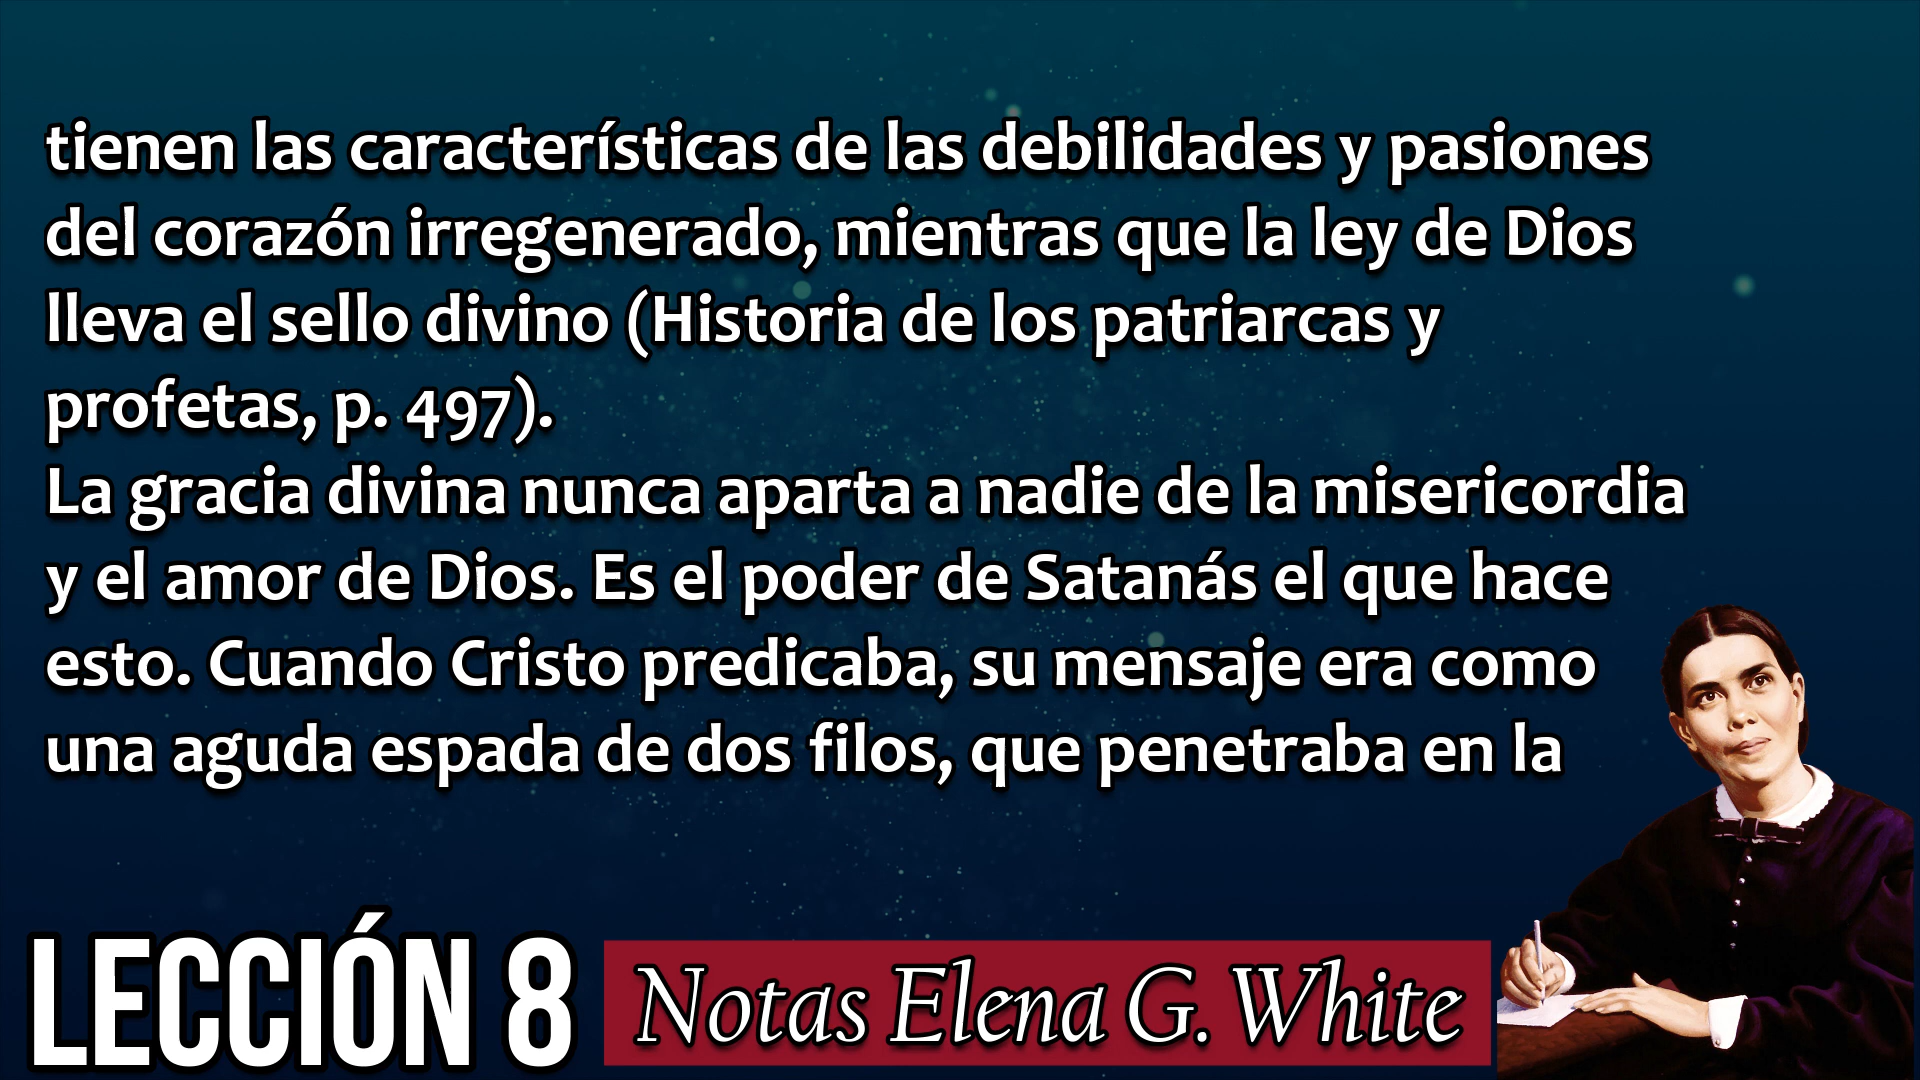 tienen las características de las debilidades y pasiones
del corazón irregenerado, mientras que la ley de Dios
lleva el sello divino (Historia de los patriarcas y
profetas, p. 497).
La gracia divina nunca aparta a nadie de la misericordia
y el amor de Dios. Es el poder de Satanás el que hace
esto. Cuando Cristo predicaba, su mensaje era como
una aguda espada de dos filos, que penetraba en la
LECCIÓN 8
Notas Elena G. White